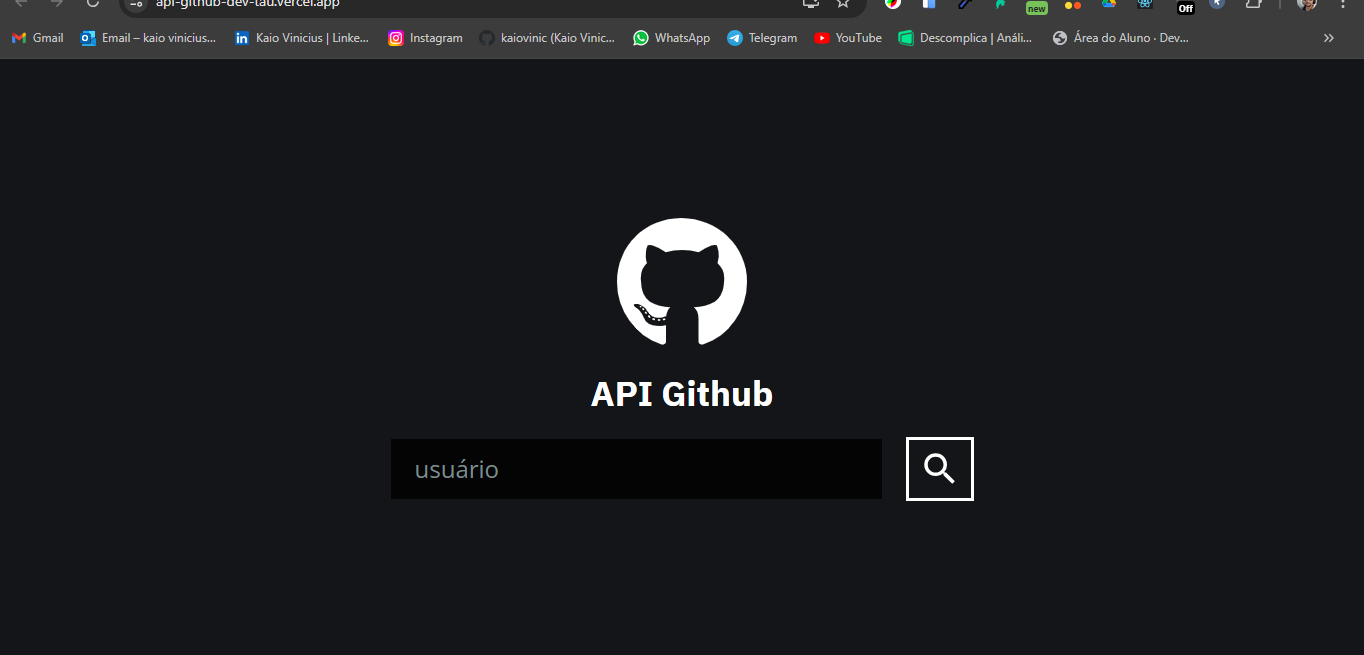 api-github-dev-tau.vercel.app
Gmail Email – kaio vinicius... Kaio Vinicius | Linke... Instagram kaiovinic (Kaio Vinic... WhatsApp Telegram YouTube Descomplica | Análi... Área do Aluno · Dev... »
new
Off
API Github
usuário